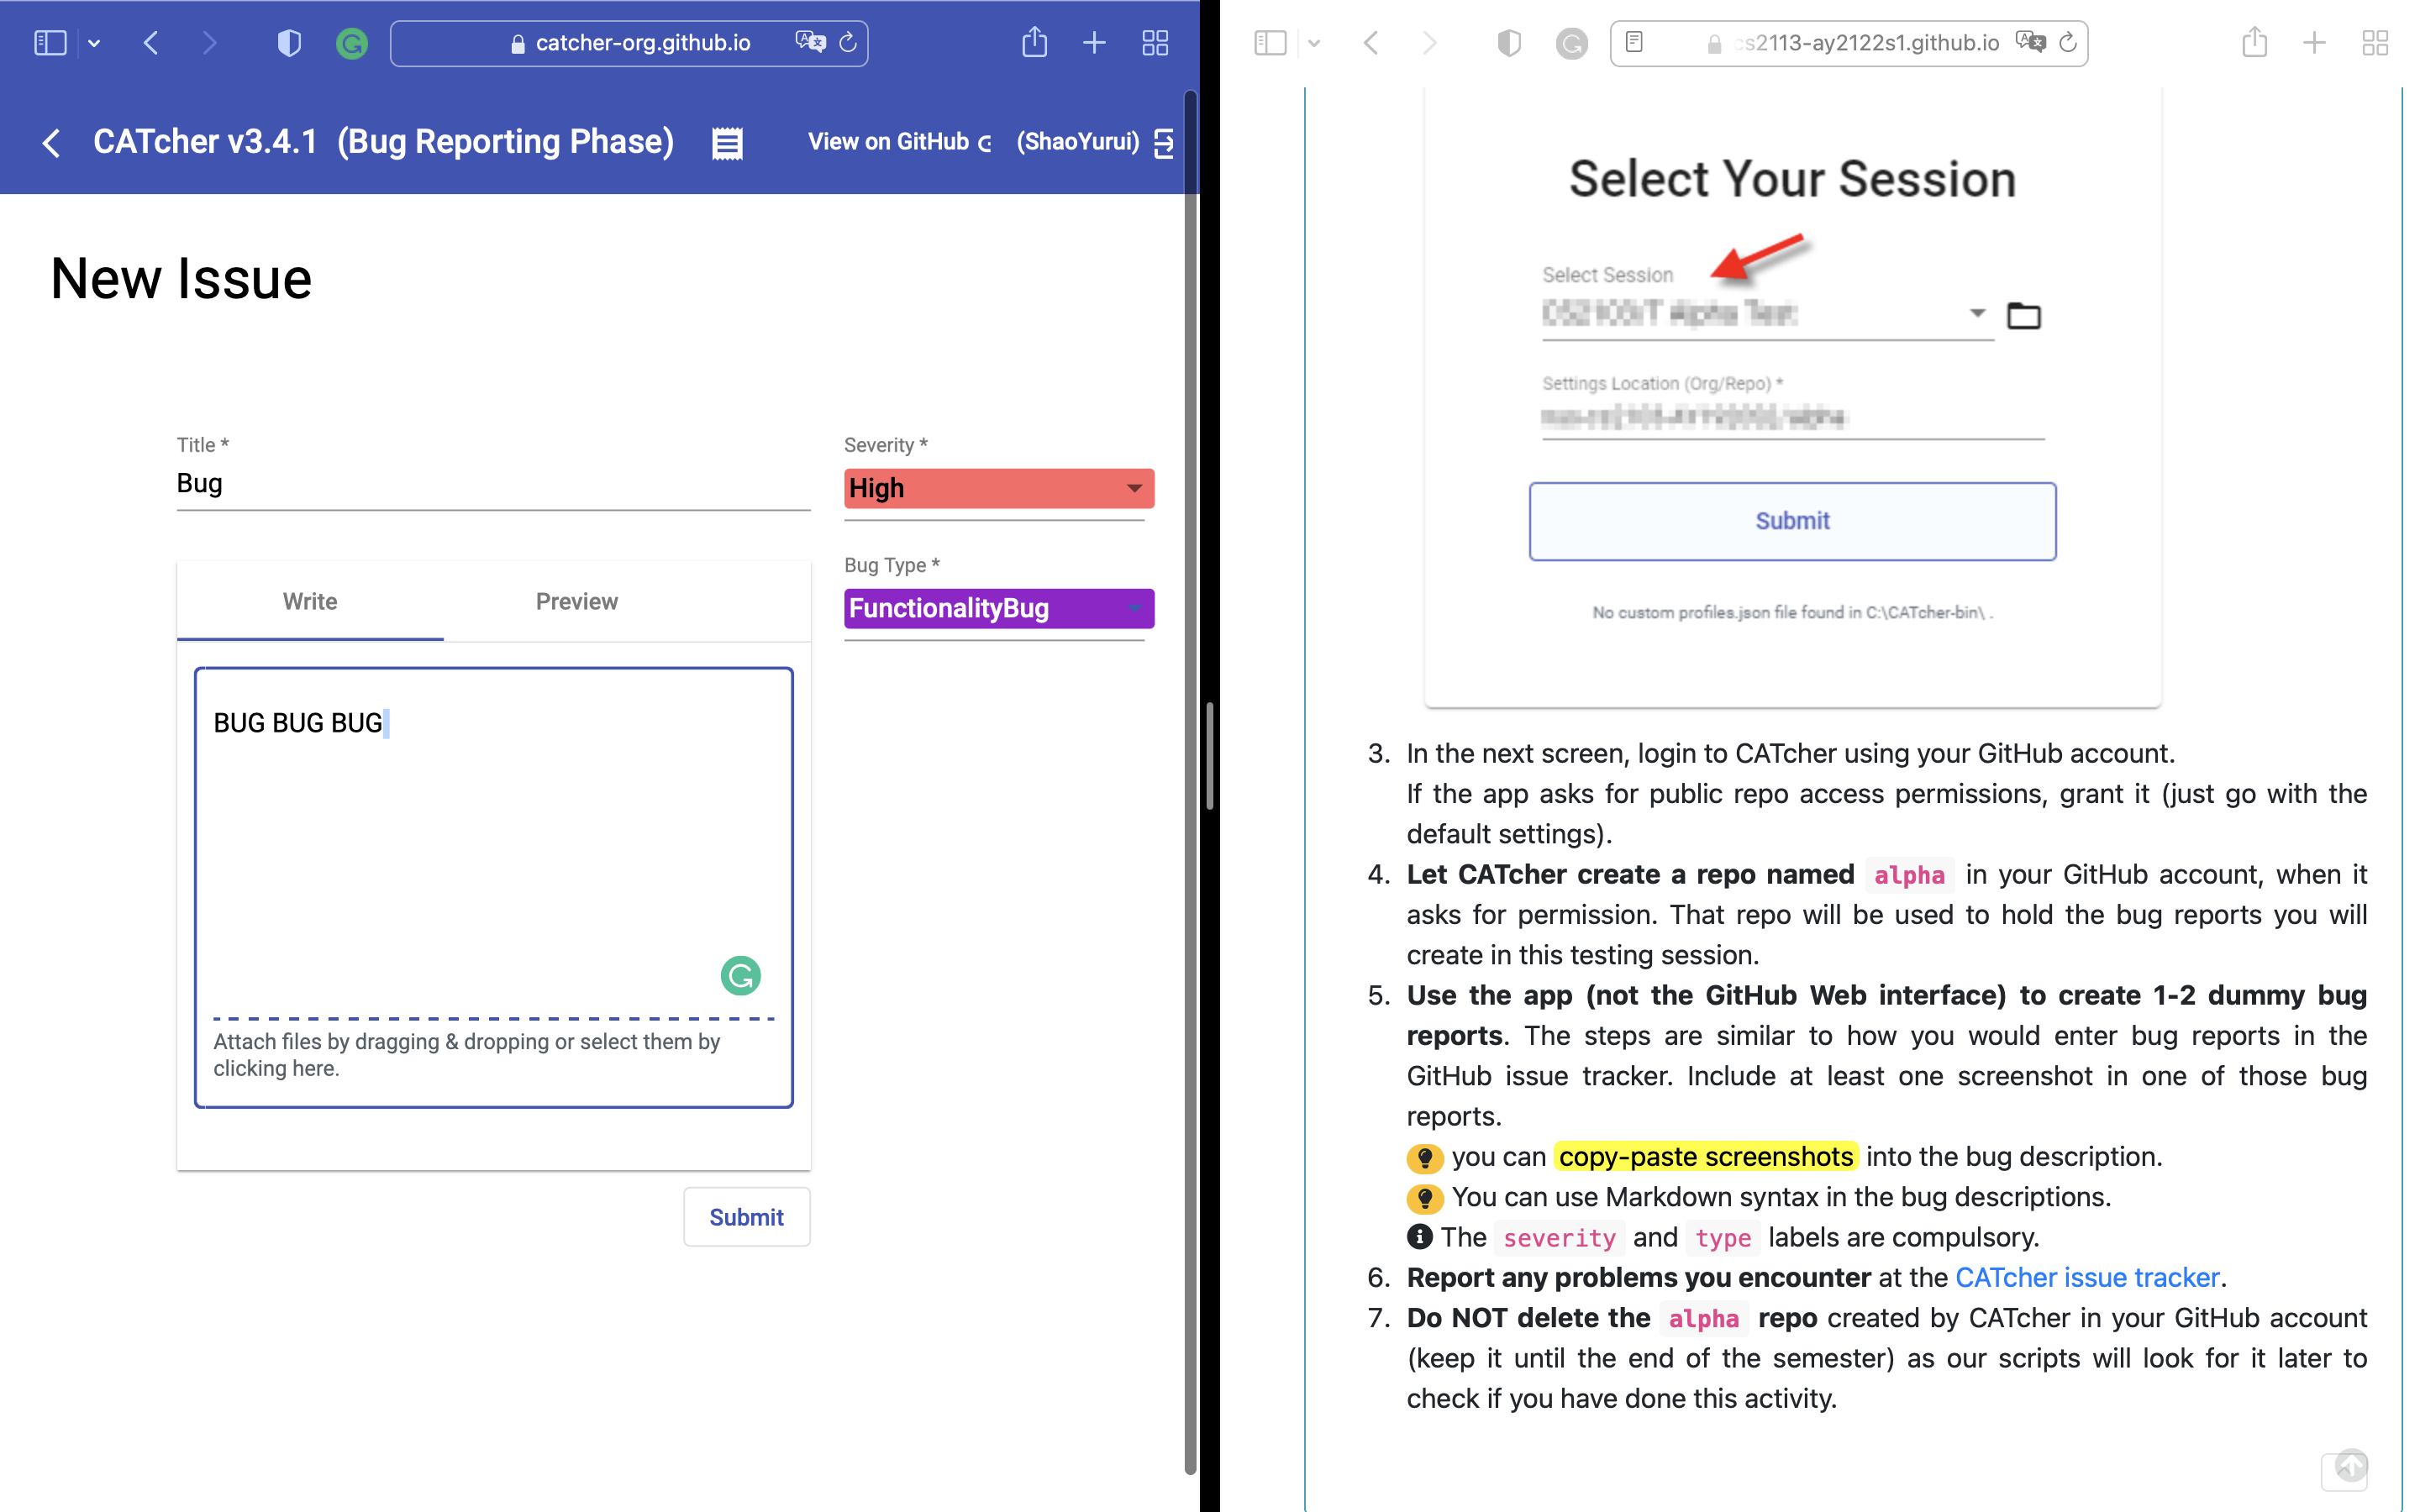 catcher-org.github.io
CATcher v3.4.1 (Bug Reporting Phase)
View on GitHub
(ShaoYurui)
New Issue
Title *
Bug
Severity *
High
Bug Type *
FunctionalityBug
Write
Preview
BUG BUG BUG
Attach files by dragging & dropping or select them by
clicking here.
Submit
cs2113-ay2122s1.github.io
Select Your Session
Select Session
Settings Location (Org/Repo) *
Submit
No custom profiles.json file found in C:\CATcher-bin\ .
3. In the next screen, login to CATcher using your GitHub account.
If the app asks for public repo access permissions, grant it (just go with the
default settings).
4. Let CATcher create a repo named alpha in your GitHub account, when it
asks for permission. That repo will be used to hold the bug reports you will
create in this testing session.
5. Use the app (not the GitHub Web interface) to create 1-2 dummy bug
reports. The steps are similar to how you would enter bug reports in the
GitHub issue tracker. Include at least one screenshot in one of those bug
reports.
you can copy-paste screenshots into the bug description.
You can use Markdown syntax in the bug descriptions.
The severity and type labels are compulsory.
6. Report any problems you encounter at the CATcher issue tracker.
7. Do NOT delete the alpha repo created by CATcher in your GitHub account
(keep it until the end of the semester) as our scripts will look for it later to
check if you have done this activity.